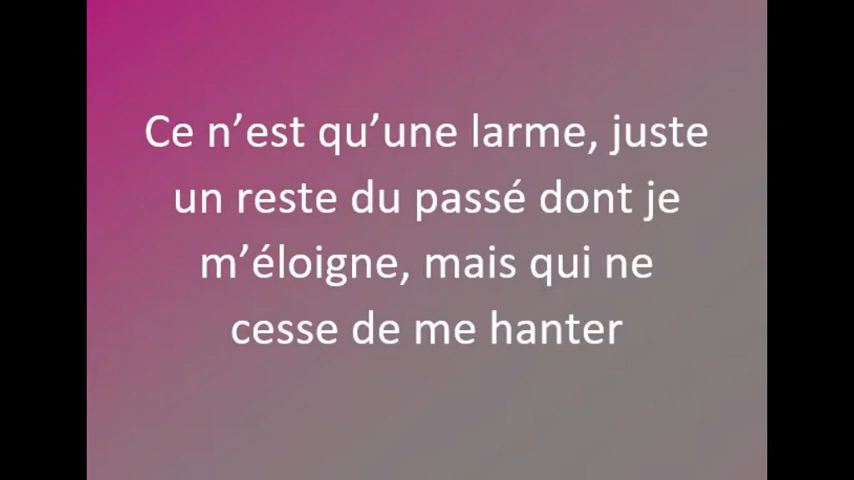 Ce n’est qu’une larme, juste
un reste du passé dont je
m’éloigne, mais qui ne
cesse de me hanter